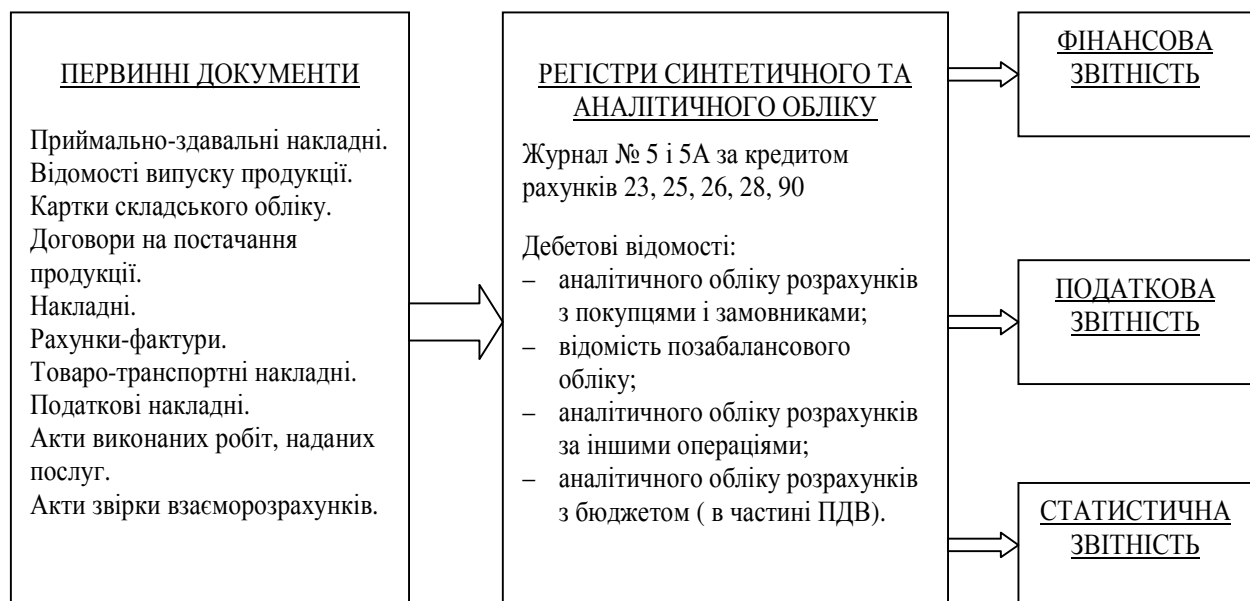 ПЕРВИННІ ДОКУМЕНТИ
Приймально-здавальні накладні.
Відомості випуску продукції.
Картки складського обліку.
Договори на постачання
продукції.
Накладні.
Рахунки-фактури.
Товаро-транспортні накладні.
Податкові накладні.
Акти виконаних робіт, наданих
послуг.
Акти звірки взаєморозрахунків.
РЕГІСТРИ СИНТЕТИЧНОГО ТА
АНАЛІТИЧНОГО ОБЛІКУ
Журнал № 5 і 5А за кредитом
рахунків 23, 25, 26, 28, 90
Дебетові відомості:
– аналітичного обліку розрахунків
з покупцями і замовниками;
– відомість позабалансового
обліку;
– аналітичного обліку розрахунків
за іншими операціями;
– аналітичного обліку розрахунків
з бюджетом ( в частині ПДВ).
ФІНАНСОВА
ЗВІТНІСТЬ
ПОДАТКОВА
ЗВІТНІСТЬ
СТАТИСТИЧНА
ЗВІТНІСТЬ